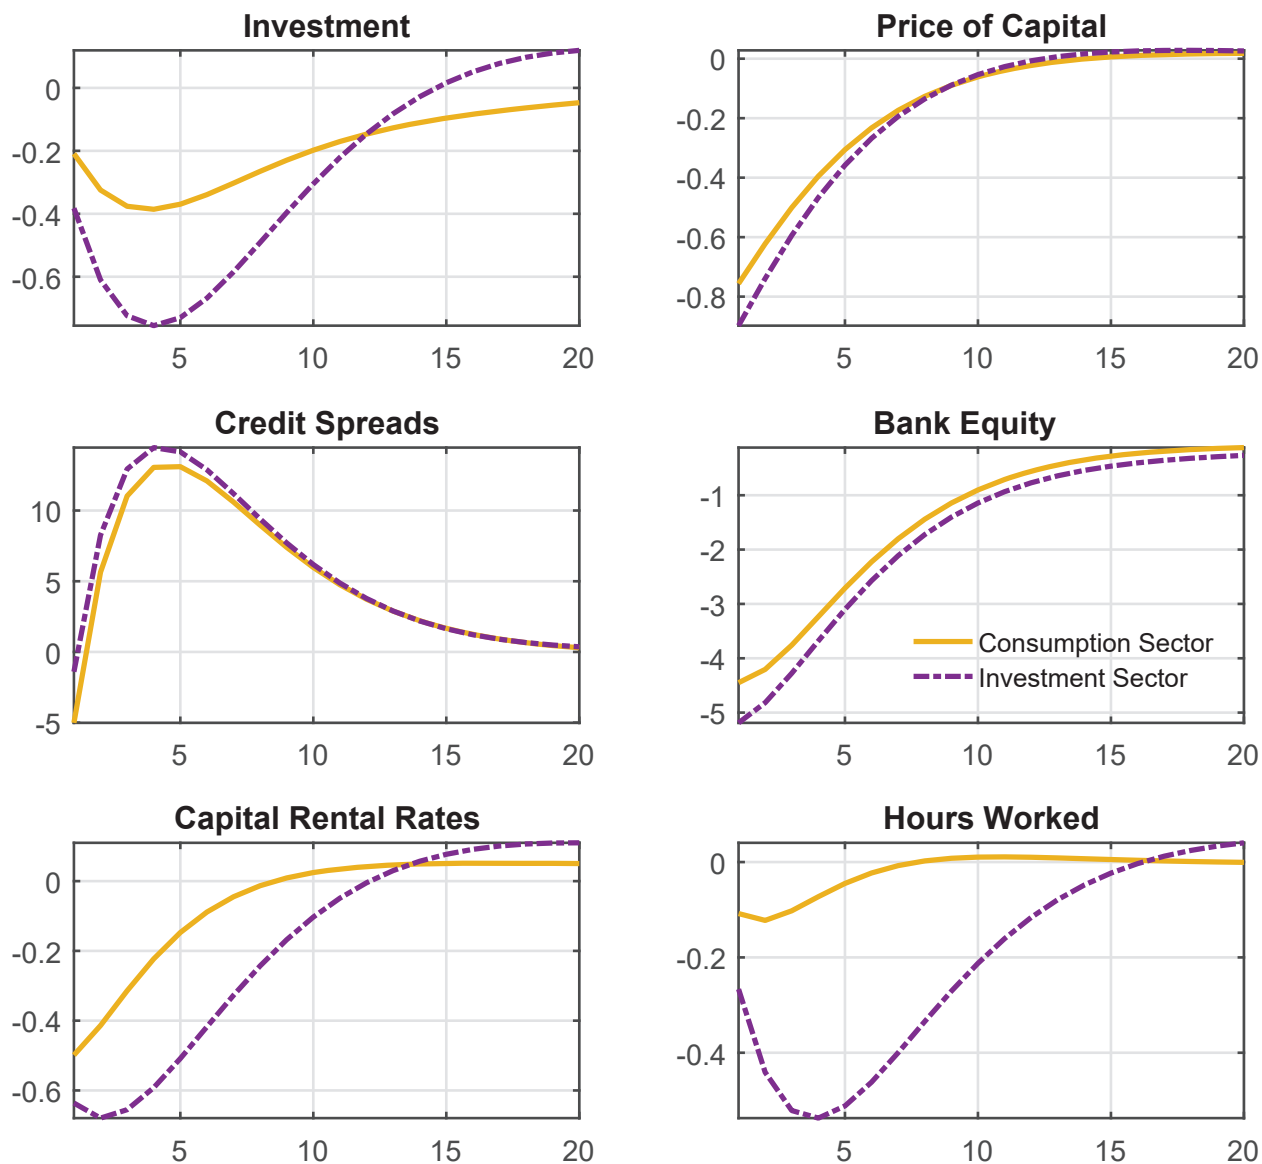 Investment
0
-0.2
-0.4
-0.6
5 10 15 20
Price of Capital
0
-0.2
-0.4
-0.6
-0.8
5 10 15 20
Credit Spreads
10
5
0
-5
5 10 15 20
Bank Equity
-1
-2
-3
-4
-5
Consumption Sector
Investment Sector
5 10 15 20
Capital Rental Rates
0
-0.2
-0.4
-0.6
5 10 15 20
Hours Worked
0
-0.2
-0.4
5 10 15 20